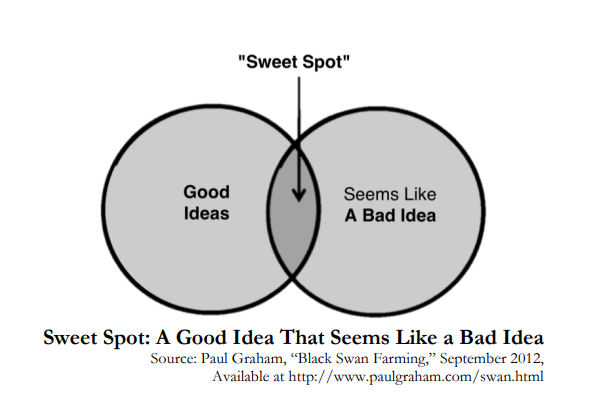 "Sweet Spot"
Good
Ideas
Seems Like
A Bad Idea
Sweet Spot: A Good Idea That Seems Like a Bad Idea
Source: Paul Graham, “Black Swan Farming,” September 2012,
Available at http://www.paulgraham.com/swan.html